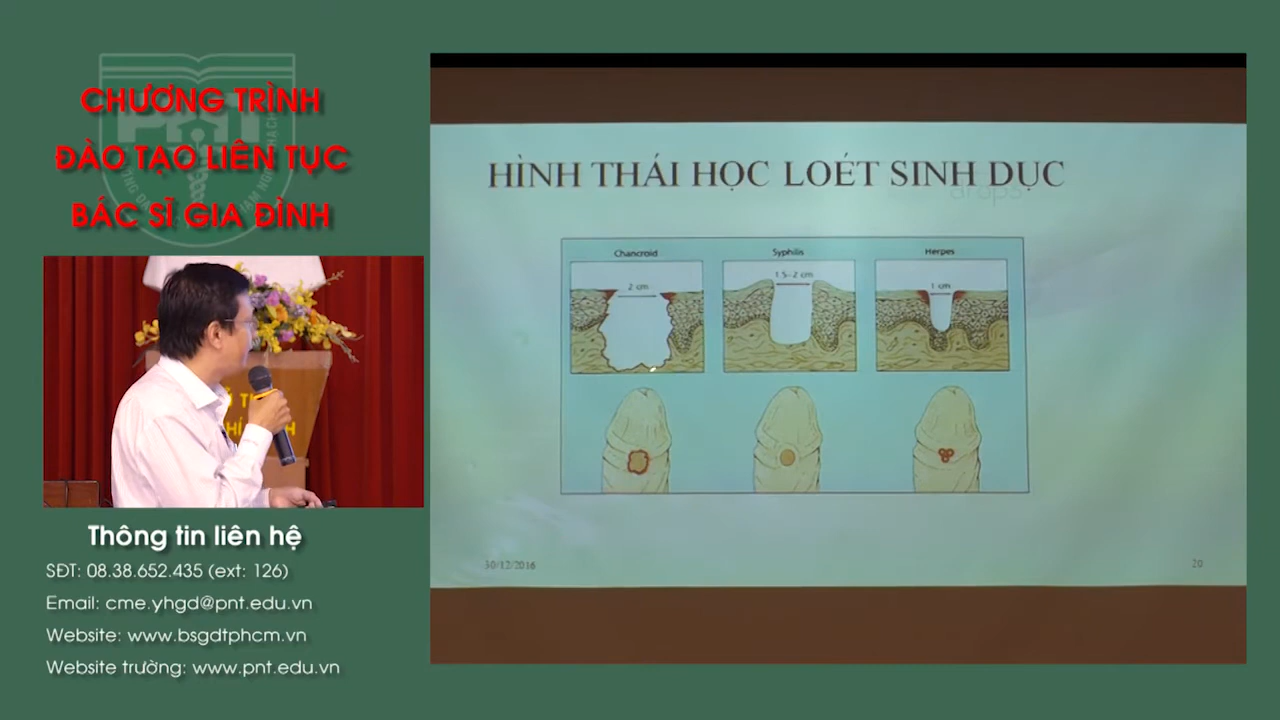 CHƯƠNG TRÌNH
ĐÀO TẠO LIÊN TỤC
BÁC SĨ GIA ĐÌNH
Thông tin liên hệ
SĐT: 08.38.652.435 (ext: 126)
Email: cme.yhgd@pnt.edu.vn
Website: www.bsgdtphcm.vn
Website trường: www.pnt.edu.vn
HÌNH THÁI HỌC LOÉT SINH DỤC
Chancroid
Syphilis
Herpes
2 cm
1.5-2 cm
1 cm
30/12/2016
20